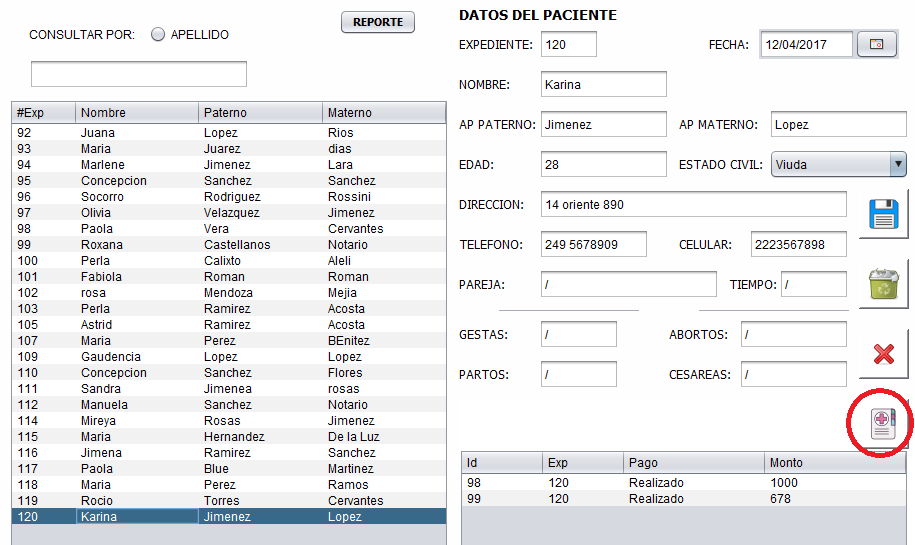 CONSULTAR POR: APELLIDO
REPORTE
#Exp Nombre Paterno Materno
92 Juana Lopez Rios
93 Maria Juarez dias
94 Marlene Jimenez Lara
95 Concepcion Sanchez Sanchez
96 Socorro Rodriguez Rossini
97 Olivia Velazquez Jimenez
98 Paola Vera Cervantes
99 Roxana Castellanos Notario
100 Perla Calixto Aleli
101 Fabiola Roman Roman
102 rosa Mendoza Mejia
103 Perla Ramirez Acosta
105 Astrid Ramirez Acosta
107 Maria Perez BEnitez
109 Gaudencia Lopez Lopez
110 Concepcion Sanchez Flores
111 Sandra Jimenea rosas
112 Manuela Sanchez Notario
114 Mireya Rosas Jimenez
115 Maria Hernandez De la Luz
116 Jimena Ramirez Sanchez
117 Paola Blue Martinez
118 Maria Perez Ramos
119 Rocio Torres Cervantes
120 Karina Jimenez Lopez
DATOS DEL PACIENTE
EXPEDIENTE: 120 FECHA: 12/04/2017
NOMBRE: Karina
AP PATERNO: Jimenez AP MATERNO: Lopez
EDAD: 28 ESTADO CIVIL: Viuda
DIRECCION: 14 oriente 890
TELEFONO: 249 5678909 CELULAR: 2223567898
PAREJA: / TIEMPO: /
GESTAS: / ABORTOS: /
PARTOS: / CESAREAS: /
Id Exp Pago Monto
98 120 Realizado 1000
99 120 Realizado 678